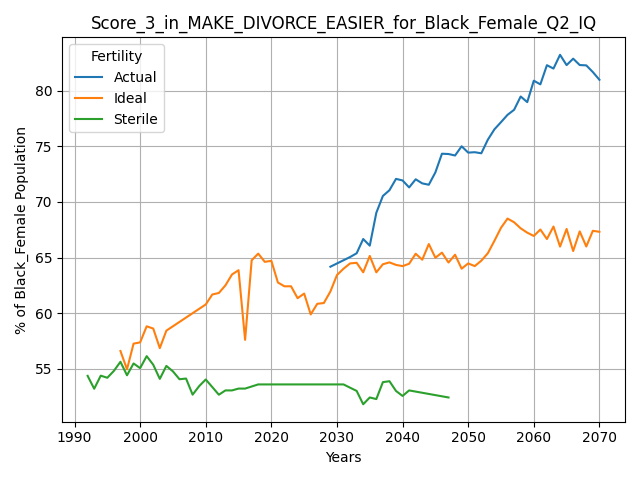 Score_3_in_MAKE_DIVORCE_EASIER_for_Black_Female_Q2_IQ
Fertility
Actual
Ideal
Sterile
% of Black_Female Population
80
75
70
65
60
55
1990
2000
2010
2020
2030
2040
2050
2060
2070
Years